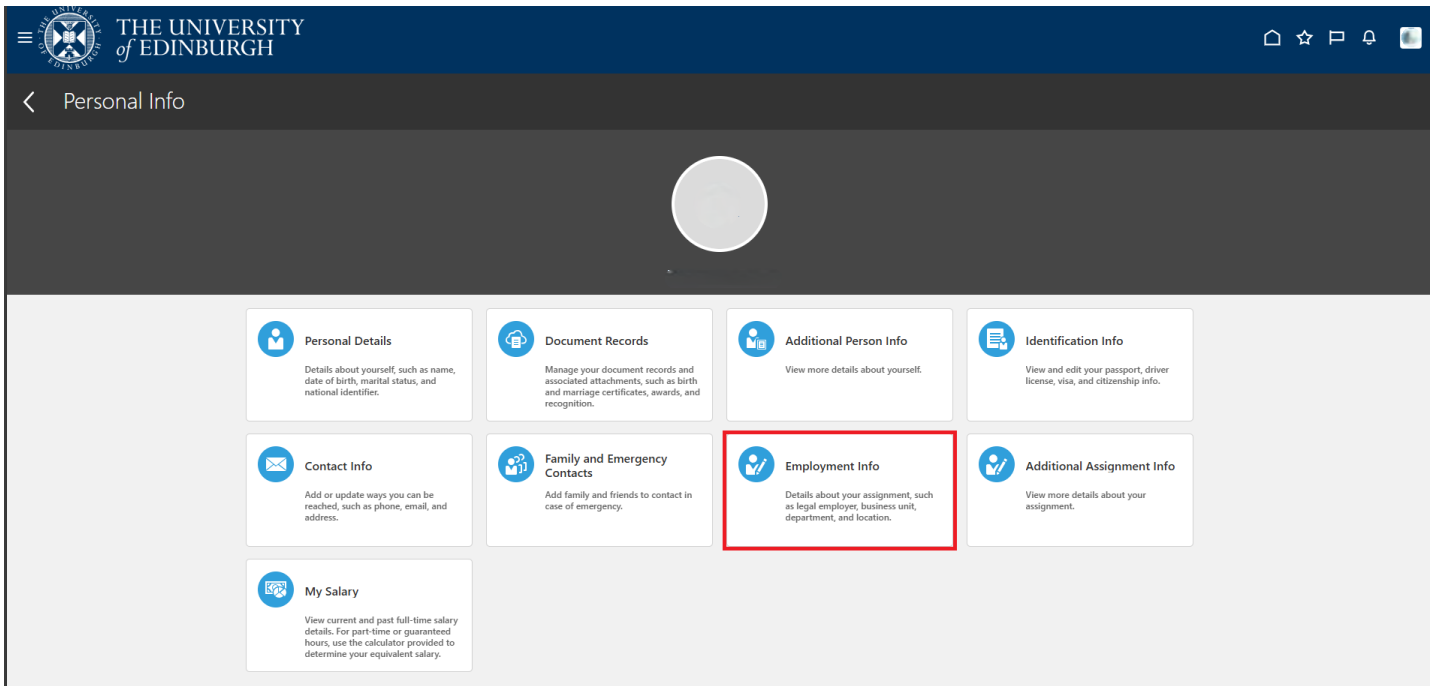 THE UNIVERSITY
of EDINBURGH
Personal Info
Personal Details
Details about yourself, such as name,
date of birth, marital status, and
national identifier.
Document Records
Manage your document records and
associated attachments, such as birth
and marriage certificates, awards, and
recognition.
Additional Person Info
View more details about yourself.
Identification Info
View and edit your passport, driver
license, visa, and citizenship info.
Contact Info
Add or update ways you can be
reached, such as phone, email, and
address.
Family and Emergency
Contacts
Add family and friends to contact in
case of emergency.
Employment Info
Details about your assignment, such
as legal employer, business unit,
department, and location.
Additional Assignment Info
View more details about your
assignment.
My Salary
View current and past full-time salary
details. For part-time or guaranteed
hours, use the calculator provided to
determine your equivalent salary.